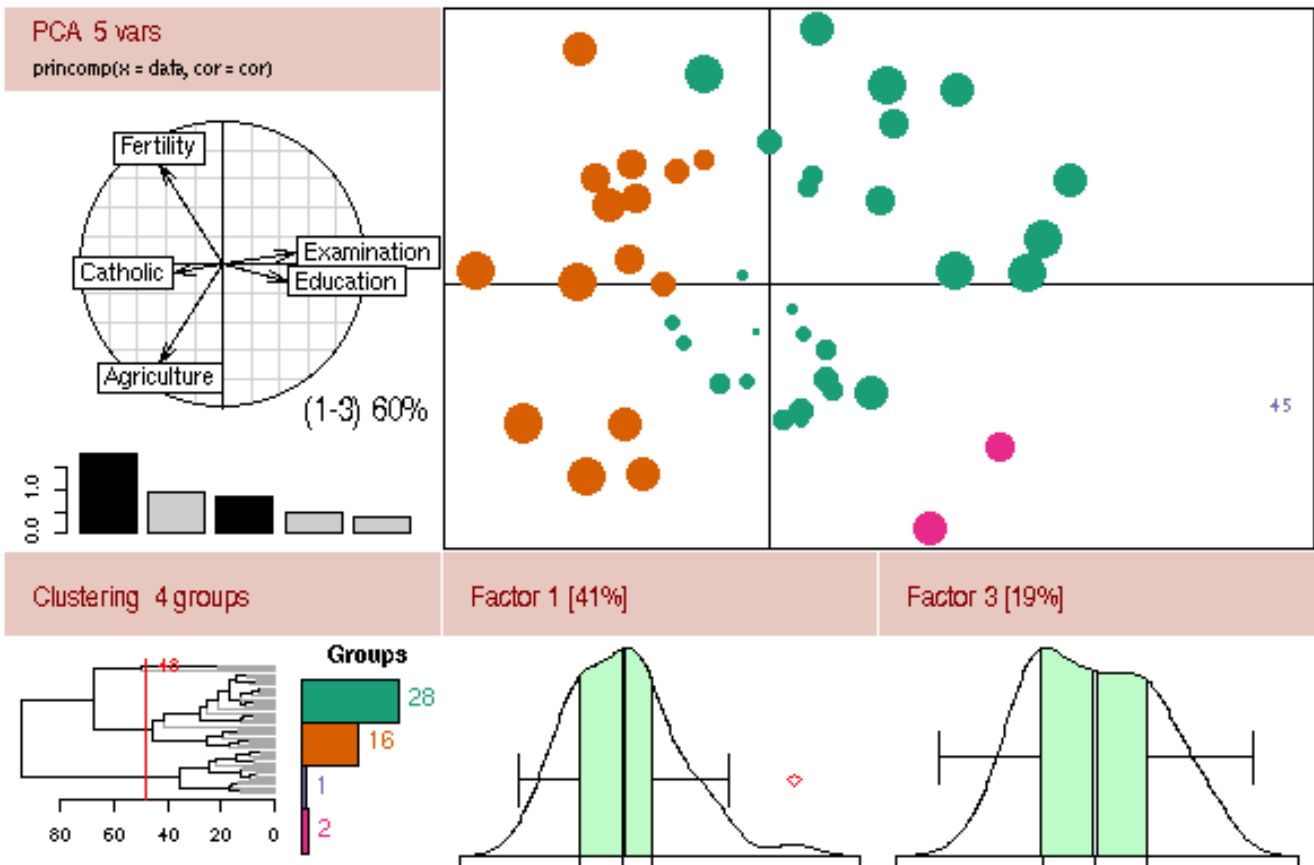 PCA 5 vars
princomp(x = data, cor = cor)
Fertility
Examination
Catholic
Education
Agriculture
(1-3) 60%
1.0
0.0
45
Clustering 4 groups
Factor 1 [41%]
Factor 3 [19%]
48
Groups
28
16
1
2
80 60 40 20 0